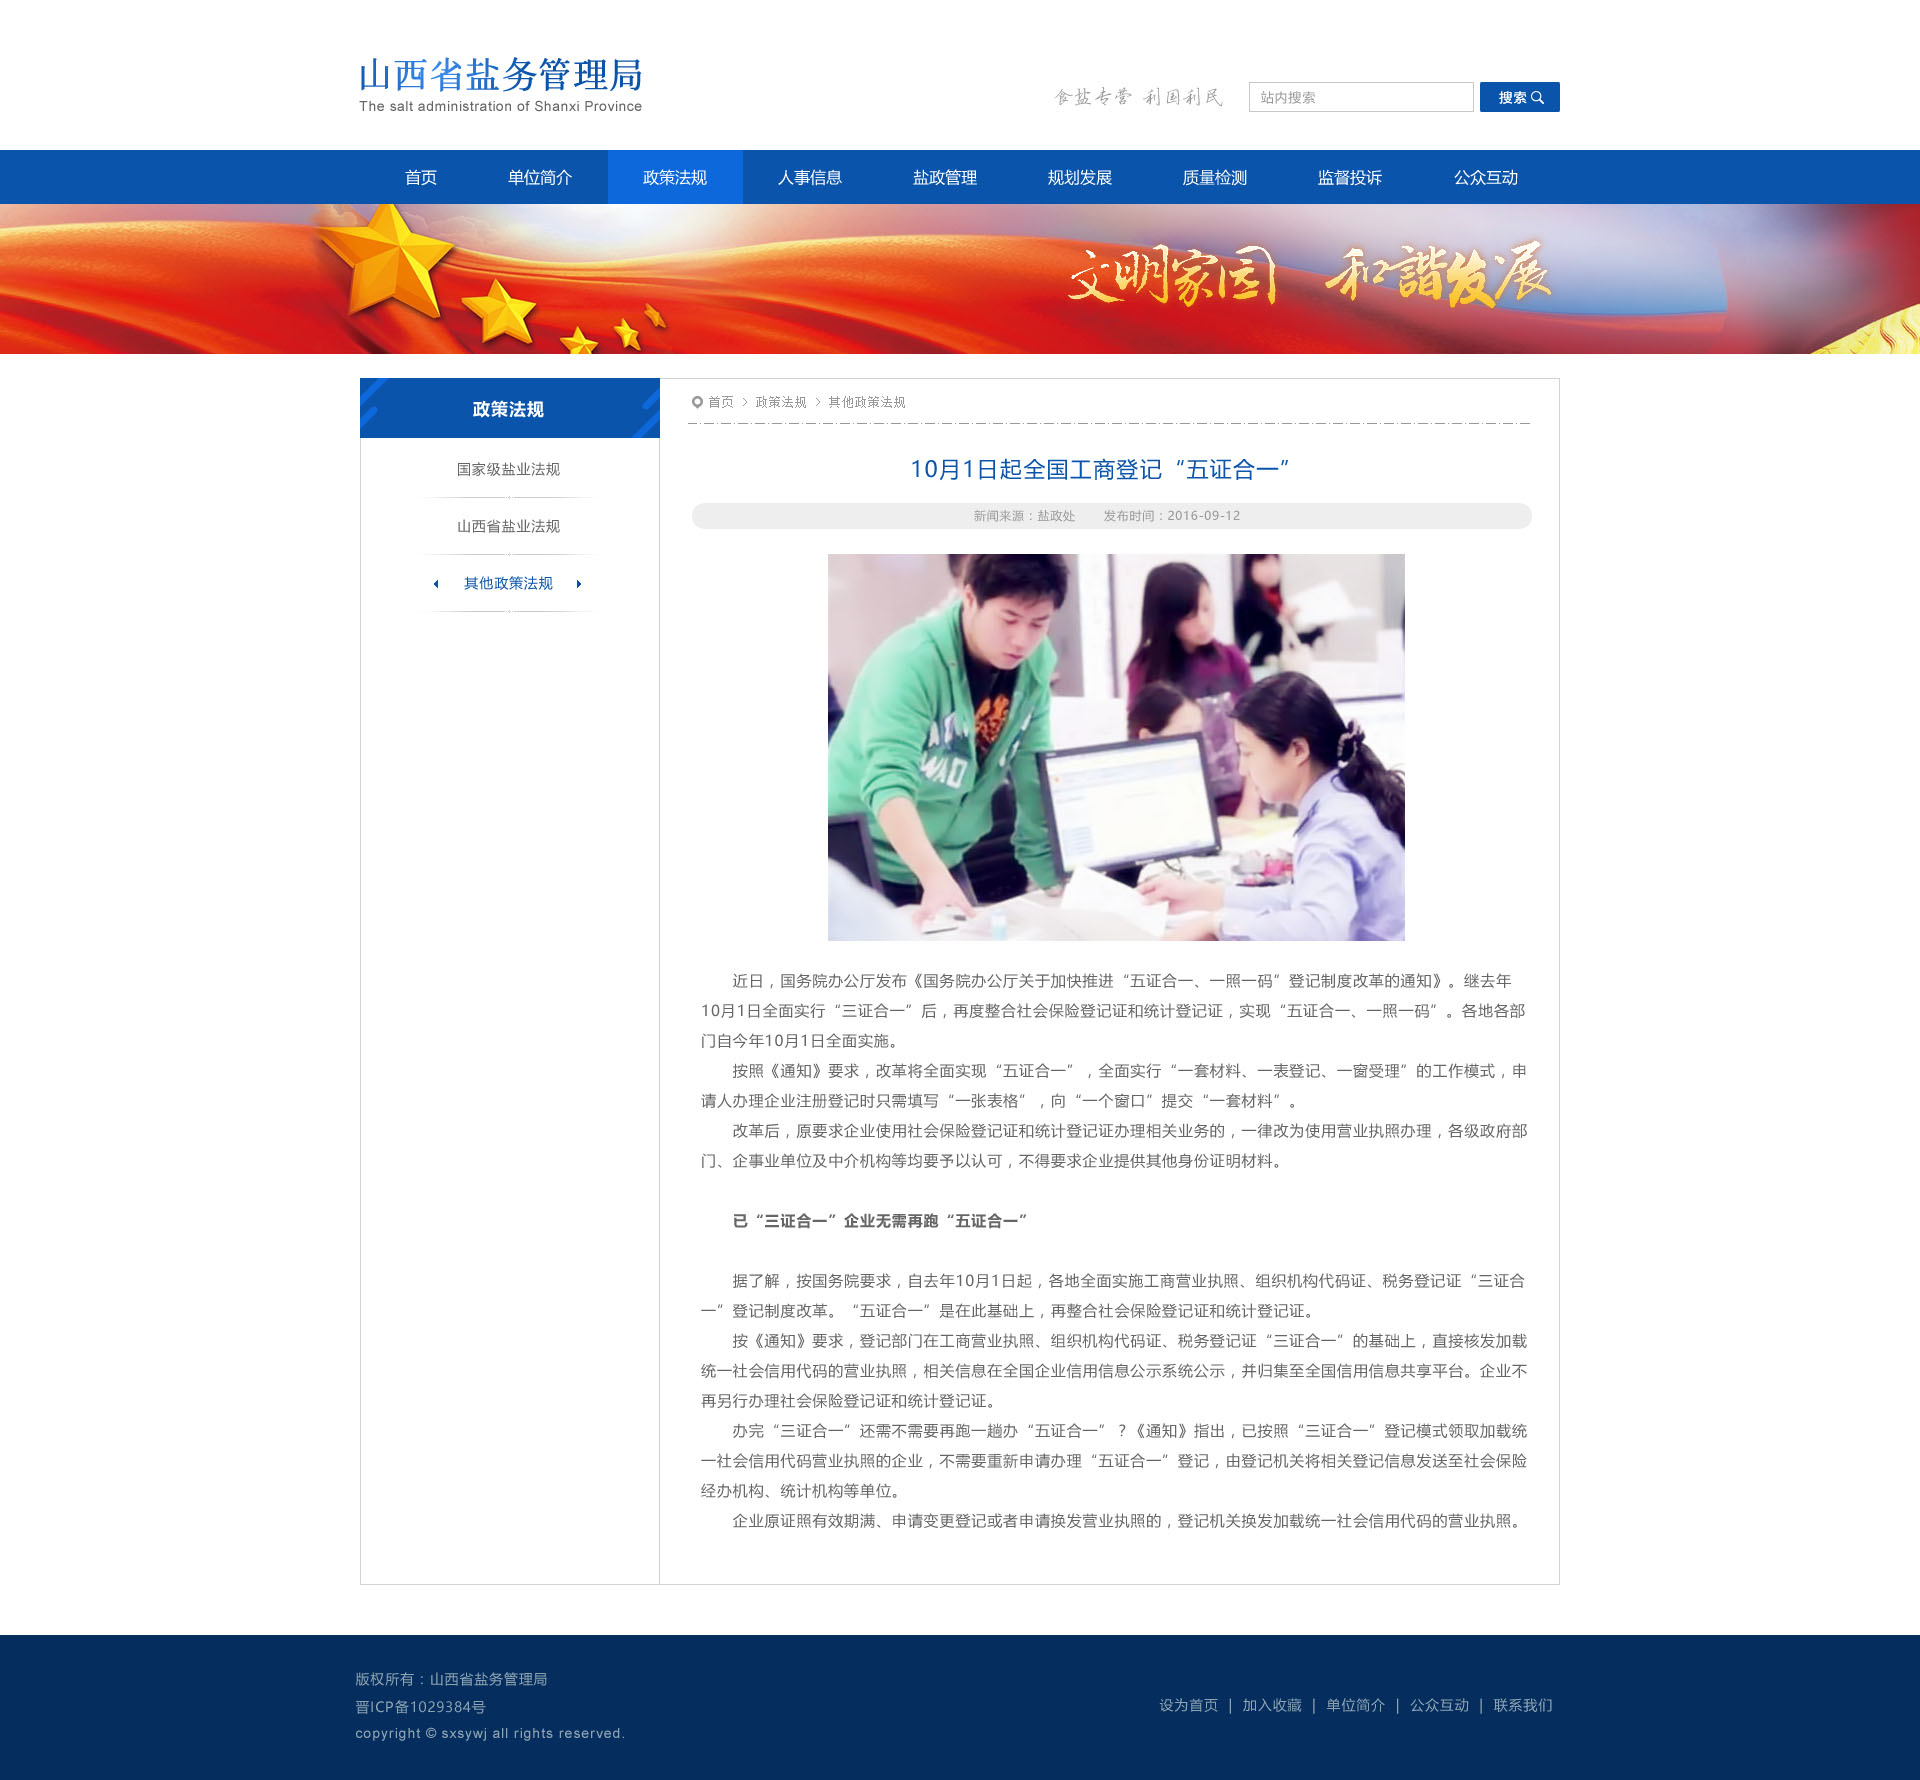 山西省盐务管理局
The salt administration of Shanxi Province
食盐专营 利国利民
站内搜索
搜索
首页 单位简介 政策法规 人事信息 盐政管理 规划发展 质量检测 监督投诉 公众互动
文明家园 和谐发展
政策法规
国家级盐业法规
山西省盐业法规
其他政策法规
首页 > 政策法规 > 其他政策法规
10月1日起全国工商登记“五证合一”
新闻来源：盐政处 发布时间：2016-09-12
WAD
近日，国务院办公厅发布《国务院办公厅关于加快推进“五证合一、一照一码”登记制度改革的通知》。继去年
10月1日全面实行“三证合一”后，再度整合社会保险登记证和统计登记证，实现“五证合一、一照一码”。各地各部
门自今年10月1日全面实施。
按照《通知》要求，改革将全面实现“五证合一”，全面实行“一套材料、一表登记、一窗受理”的工作模式，申
请人办理企业注册登记时只需填写“一张表格”，向“一个窗口”提交“一套材料”。
改革后，原要求企业使用社会保险登记证和统计登记证办理相关业务的，一律改为使用营业执照办理，各级政府部
门、企事业单位及中介机构等均要予以认可，不得要求企业提供其他身份证明材料。
已“三证合一”企业无需再跑“五证合一”
据了解，按国务院要求，自去年10月1日起，各地全面实施工商营业执照、组织机构代码证、税务登记证“三证合
一”登记制度改革。“五证合一”是在此基础上，再整合社会保险登记证和统计登记证。
按《通知》要求，登记部门在工商营业执照、组织机构代码证、税务登记证“三证合一”的基础上，直接核发加载
统一社会信用代码的营业执照，相关信息在全国企业信用信息公示系统公示，并归集至全国信用信息共享平台。企业不
再另行办理社会保险登记证和统计登记证。
办完“三证合一”还需不需要再跑一趟办“五证合一”？《通知》指出，已按照“三证合一”登记模式领取加载统
一社会信用代码营业执照的企业，不需要重新申请办理“五证合一”登记，由登记机关将相关登记信息发送至社会保险
经办机构、统计机构等单位。
企业原证照有效期满、申请变更登记或者申请换发营业执照的，登记机关换发加载统一社会信用代码的营业执照。
版权所有：山西省盐务管理局
晋ICP备1029384号
copyright © sxsywj all rights reserved.
设为首页 | 加入收藏 | 单位简介 | 公众互动 | 联系我们